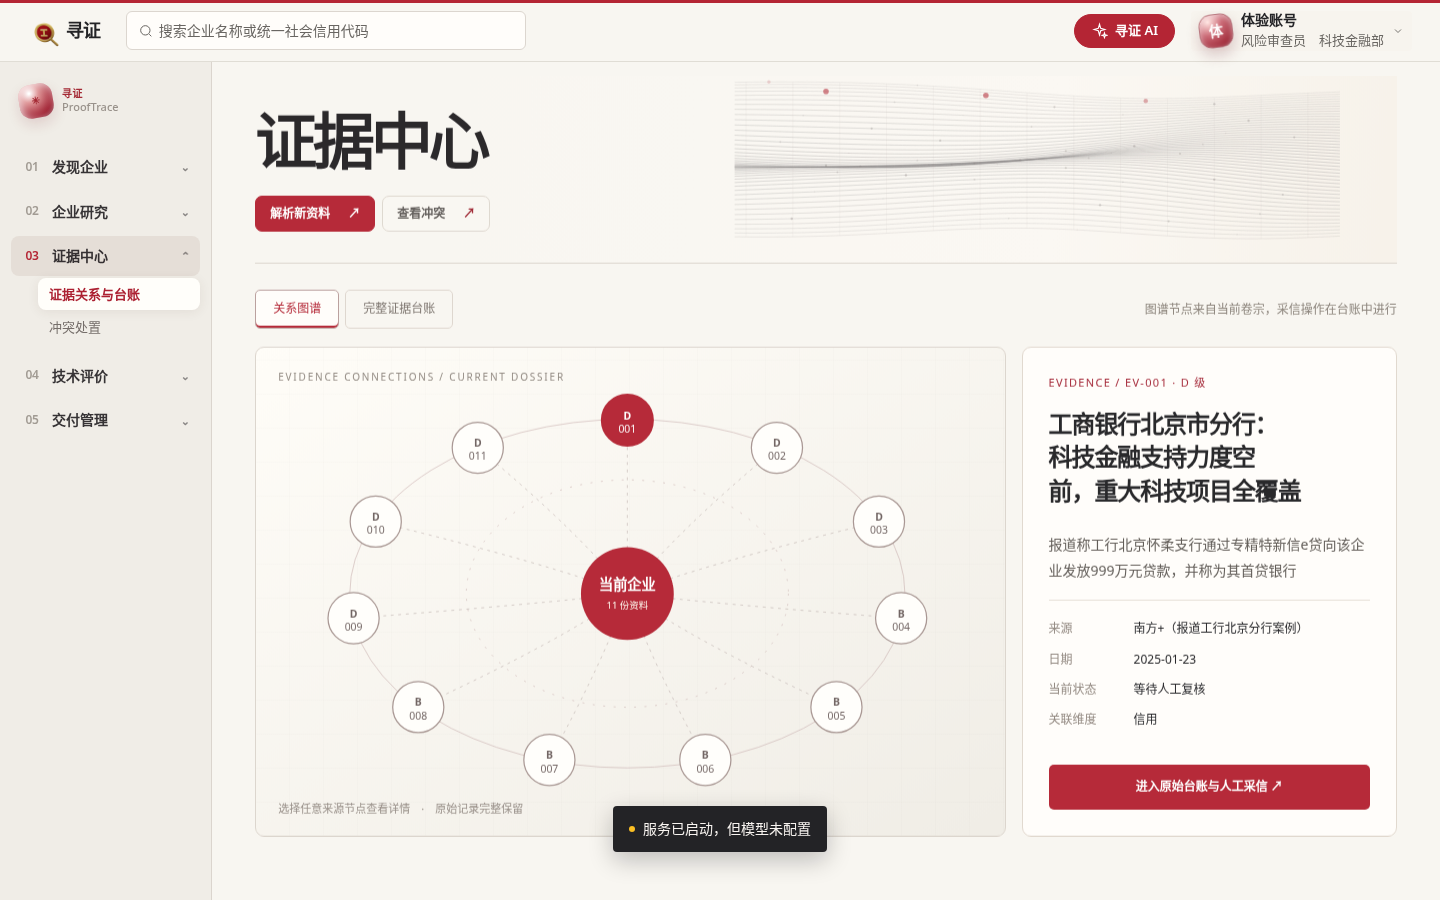 寻证
搜索企业名称或统一社会信用代码
寻证 AI
体
体验账号
风险审查员 科技金融部
寻证
ProofTrace
01 发现企业
02 企业研究
03 证据中心
证据关系与台账
冲突处置
04 技术评价
05 交付管理
证据中心
解析新资料 ↗
查看冲突 ↗
关系图谱
完整证据台账
图谱节点来自当前卷宗，采信操作在台账中进行
EVIDENCE CONNECTIONS / CURRENT DOSSIER
D
001
D
002
D
003
B
004
B
005
B
006
B
007
B
008
D
009
D
010
D
011
当前企业
11 份资料
选择任意来源节点查看详情 · 原始记录完整保留
EVIDENCE / EV-001 · D 级
工商银行北京市分行：
科技金融支持力度空
前，重大科技项目全覆盖
报道称工行北京怀柔支行通过专精特新信e贷向该企
业发放999万元贷款，并称为其首贷银行
来源 南方+（报道工行北京分行案例）
日期 2025-01-23
当前状态 等待人工复核
关联维度 信用
进入原始台账与人工采信 ↗
服务已启动，但模型未配置